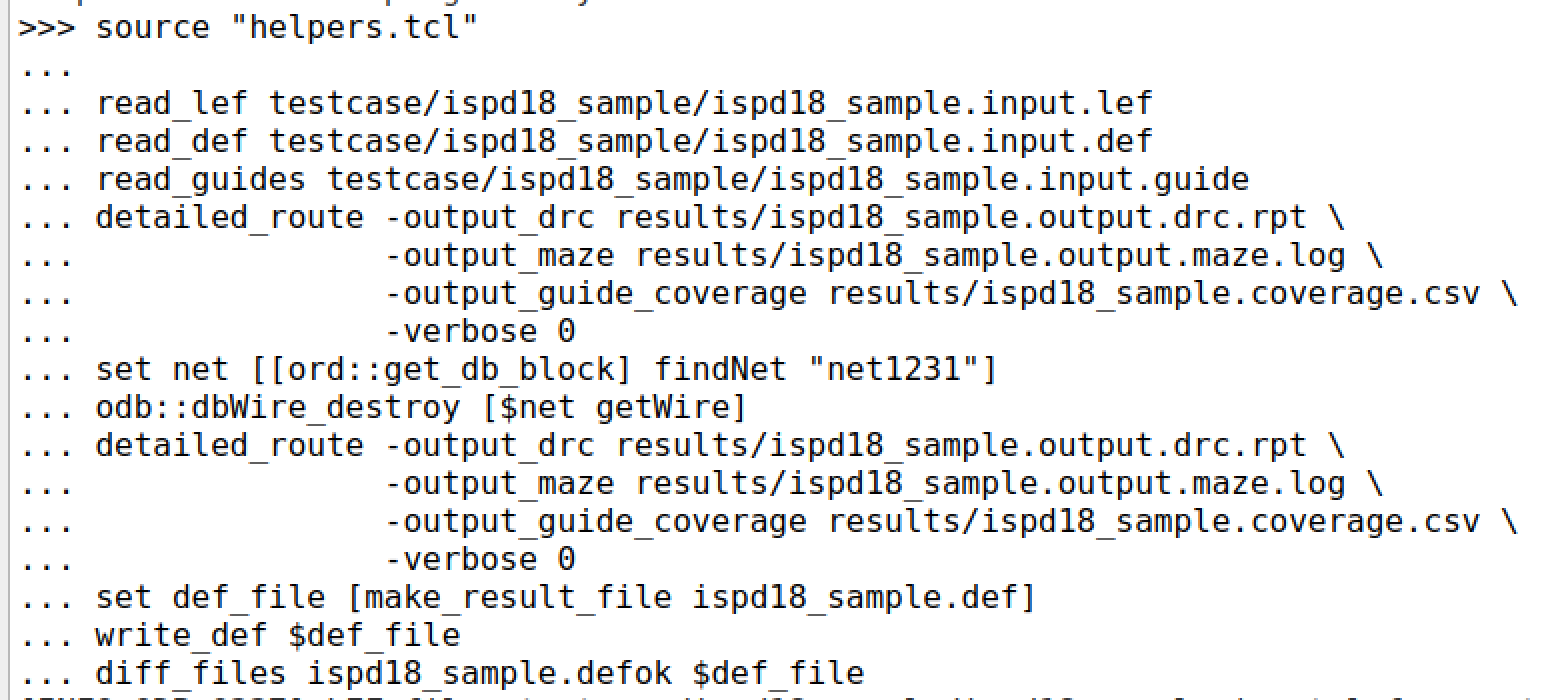 >>> source "helpers.tcl"
...
... read_lef testcase/ispd18_sample/ispd18_sample.input.lef
... read_def testcase/ispd18_sample/ispd18_sample.input.def
... read_guides testcase/ispd18_sample/ispd18_sample.input.guide
... detailed_route -output_drc results/ispd18_sample.output.drc.rpt \
...                -output_maze results/ispd18_sample.output.maze.log \
...                -output_guide_coverage results/ispd18_sample.coverage.csv \
...                -verbose 0
... set net [[ord::get_db_block] findNet "net1231"]
... odb::dbWire_destroy [$net getWire]
... detailed_route -output_drc results/ispd18_sample.output.drc.rpt \
...                -output_maze results/ispd18_sample.output.maze.log \
...                -output_guide_coverage results/ispd18_sample.coverage.csv \
...                -verbose 0
... set def_file [make_result_file ispd18_sample.def]
... write_def $def_file
... diff_files ispd18_sample.defok $def_file